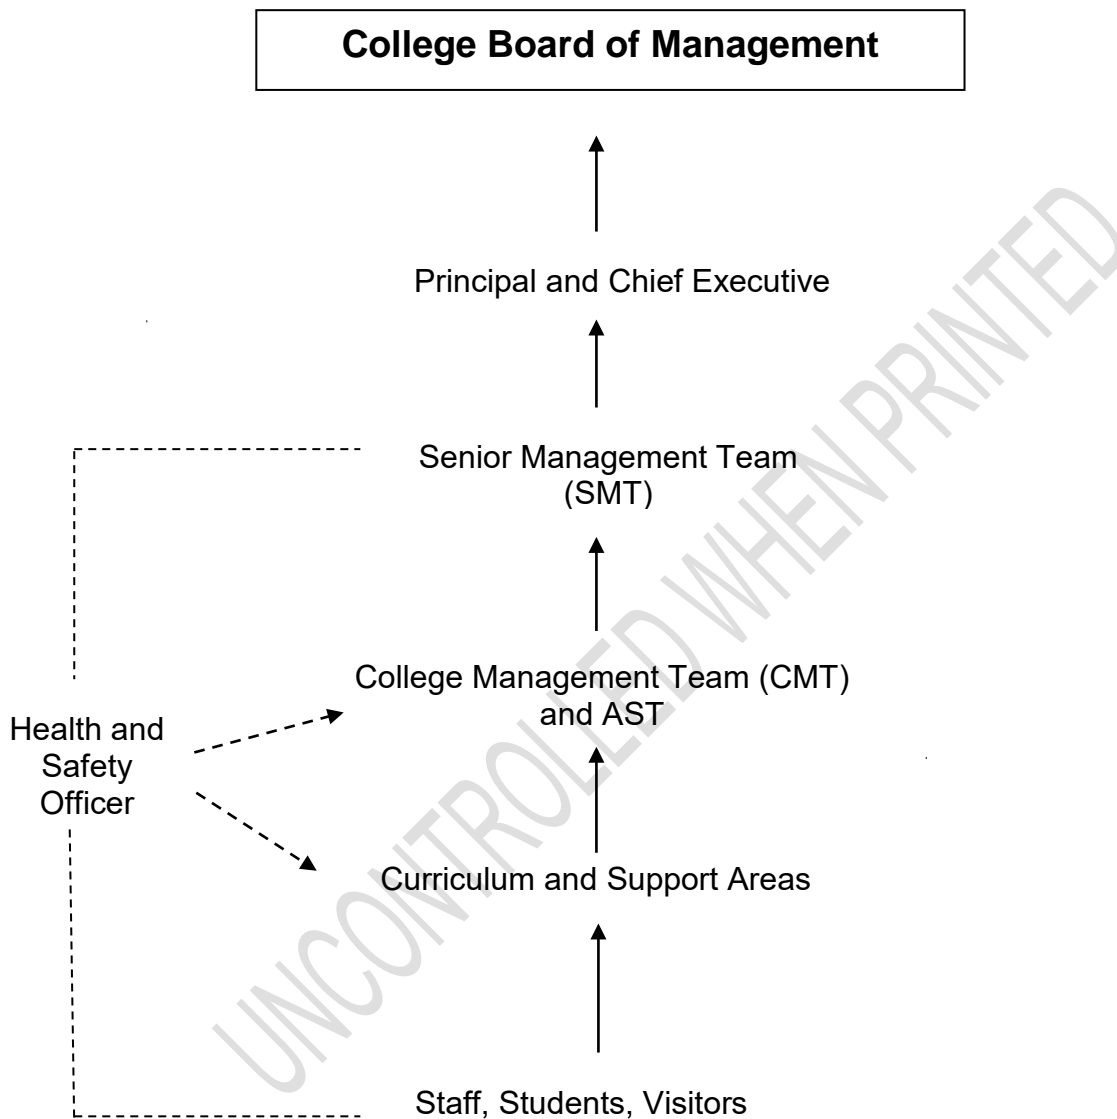 College Board of Management
Principal and Chief Executive
Senior Management Team
(SMT)
College Management Team (CMT)
and AST
Health and
Safety
Officer
Curriculum and Support Areas
Staff, Students, Visitors
UNCONTROLLED WHEN PRINTED